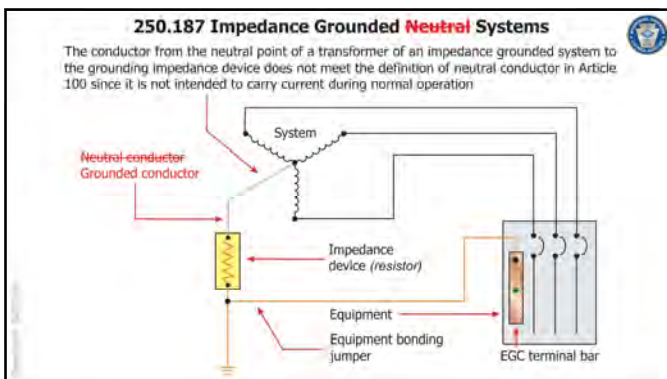 250.187 Impedance Grounded Neutral Systems
The conductor from the neutral point of a transformer of an impedance grounded system to
the grounding impedance device does not meet the definition of neutral conductor in Article
100 since it is not intended to carry current during normal operation
System
Neutral conductor
Grounded conductor
Impedance
device (resistor)
Equipment
Equipment bonding
jumper
EGC terminal bar